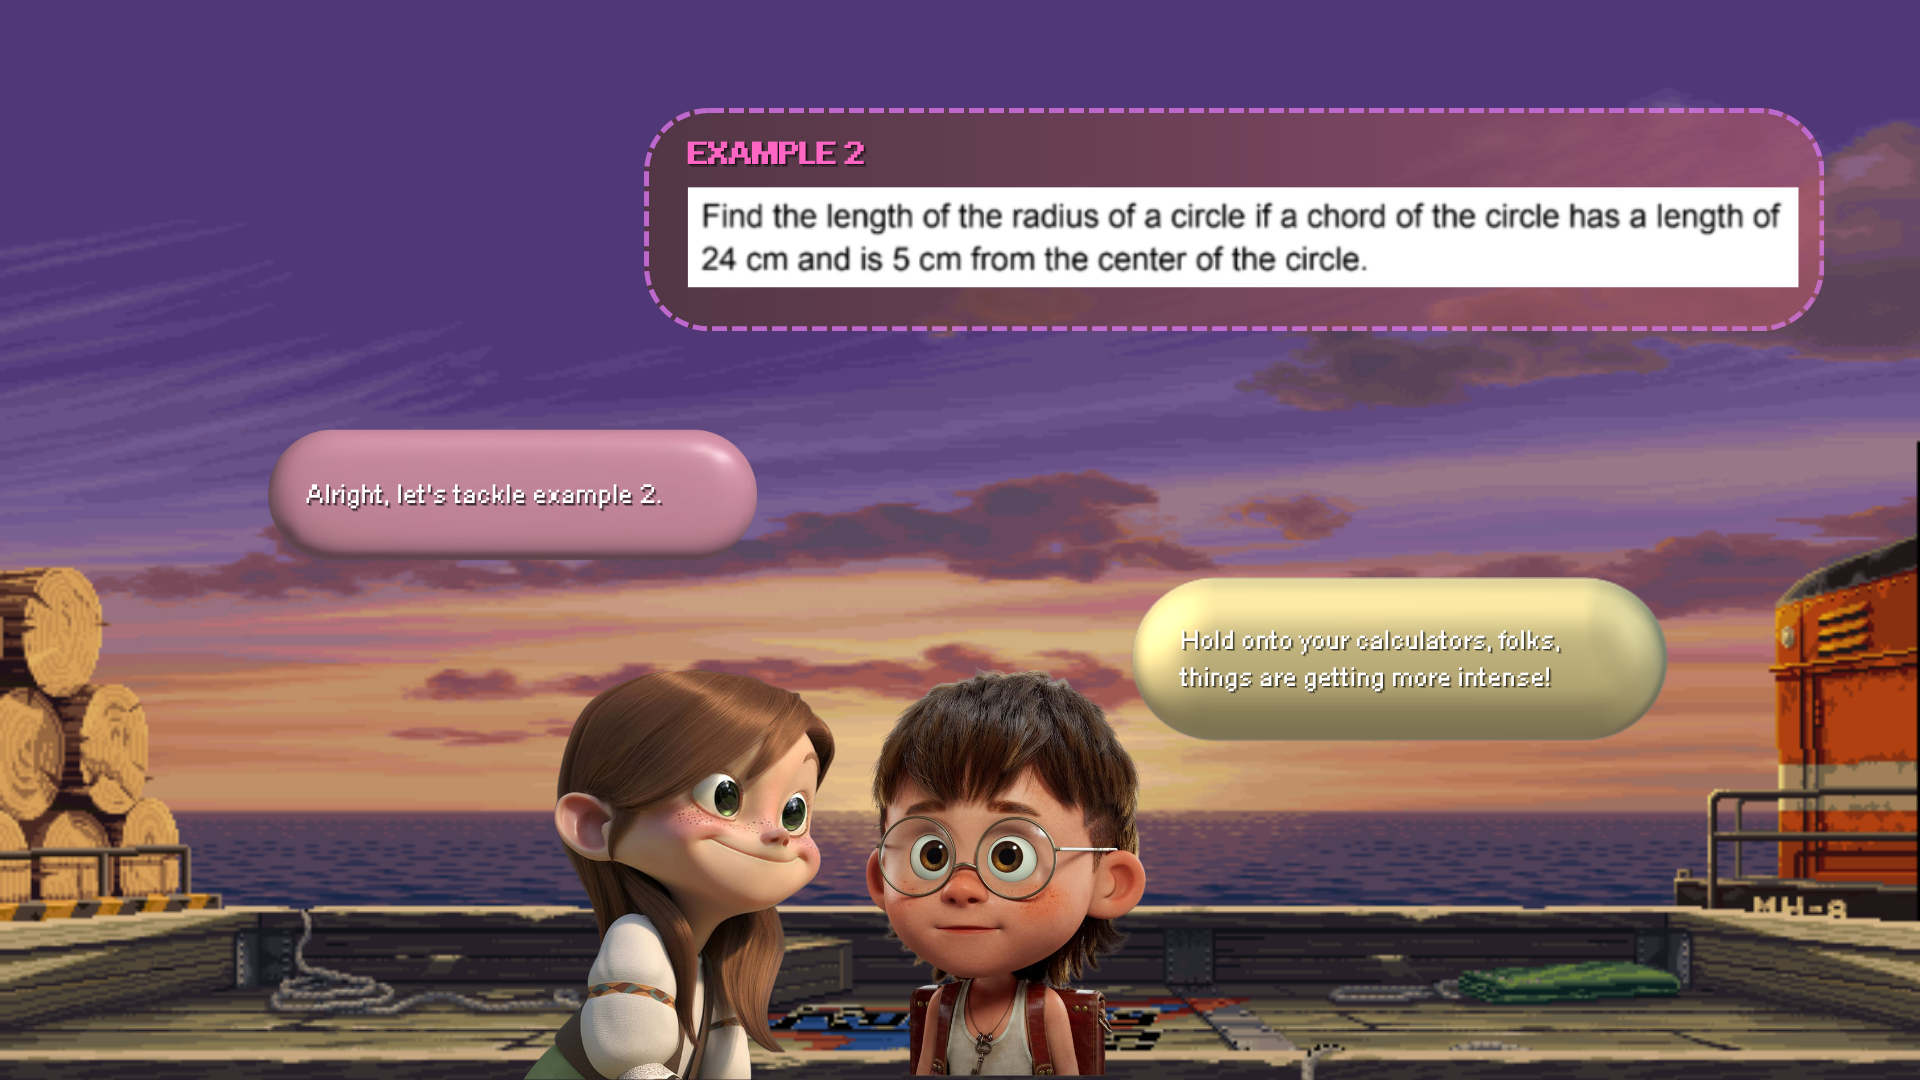 EXAMPLE 2
Find the length of the radius of a circle if a chord of the circle has a length of
24 cm and is 5 cm from the center of the circle.
Alright, let's tackle example 2.
Hold onto your calculators, folks,
things are getting more intense!
MH-8